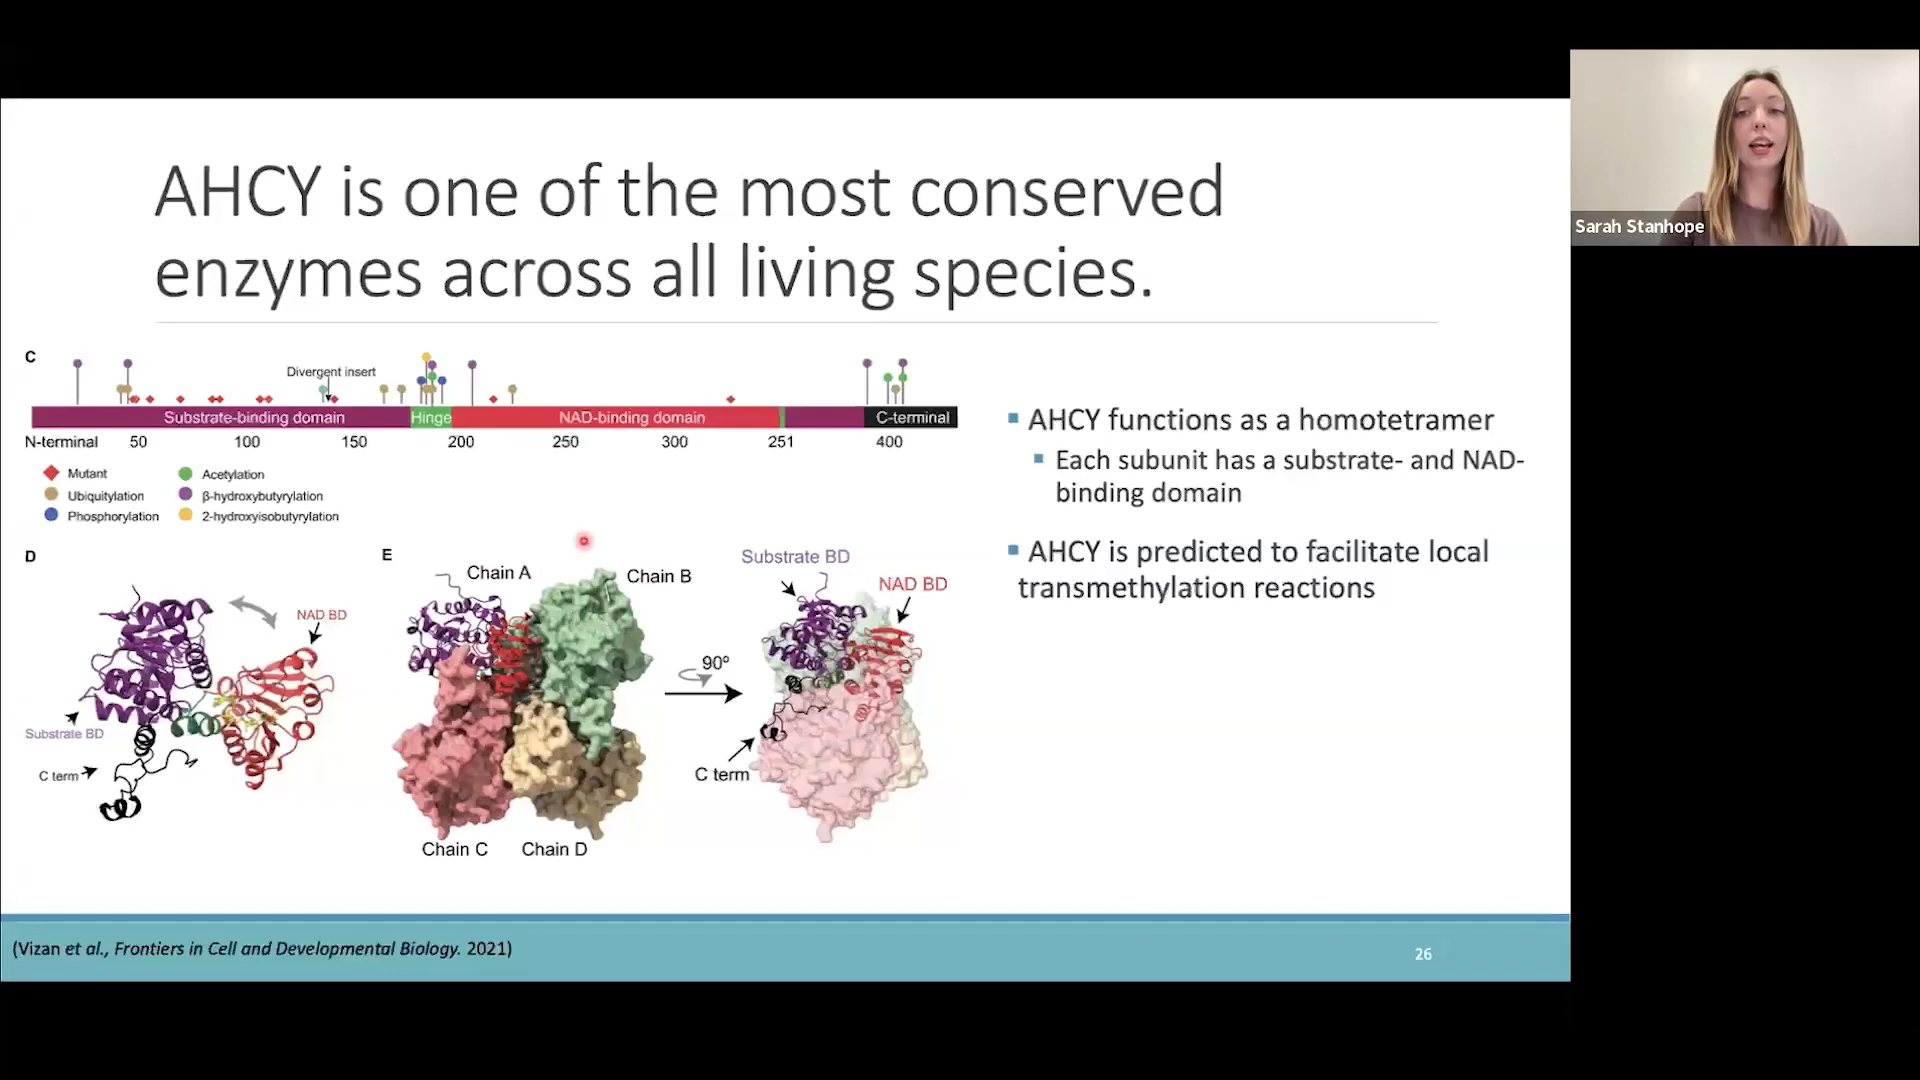 AHCY is one of the most conserved
enzymes across all living species.
Sarah Stanhope
C
Divergent insert
Substrate-binding domain Hinge NAD-binding domain C-terminal
N-terminal 50 100 150 200 250 300 251 400
Mutant Acetylation
Ubiquitylation β-hydroxybutyrylation
Phosphorylation 2-hydroxyisobutyrylation
D
NAD BD
Substrate BD
C term
E
Chain A
Chain B
Chain C
Chain D
90º
Substrate BD
NAD BD
C term
AHCY functions as a homotetramer
Each subunit has a substrate- and NAD-
binding domain
AHCY is predicted to facilitate local
transmethylation reactions
(Vizan et al., Frontiers in Cell and Developmental Biology. 2021)
26